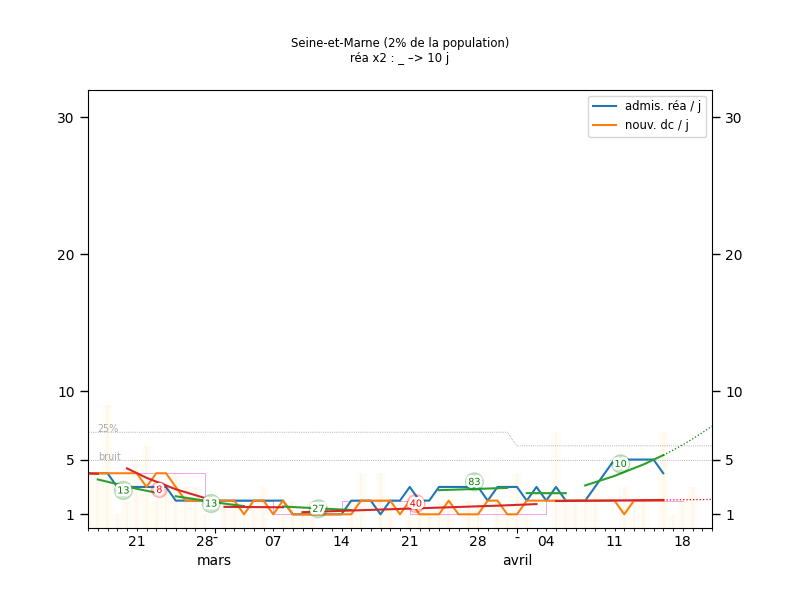 Seine-et-Marne (2% de la population)
réa x2 : _ –> 10 j
admis. réa / j
nouv. dc / j
30 30
20 20
10 10
25%
bruit
5 5
1 1
13 8 13 27 40 83 10
21 28 07 14 21 28 04 11 18
mars avril